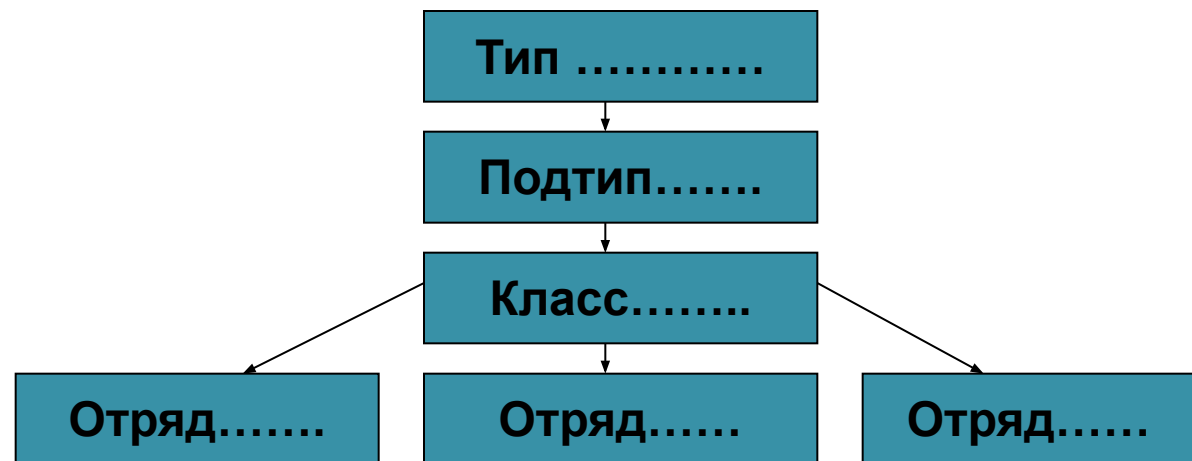 Тип …………
Подтип…….
Класс……..
Отряд…….
Отряд……
Отряд……